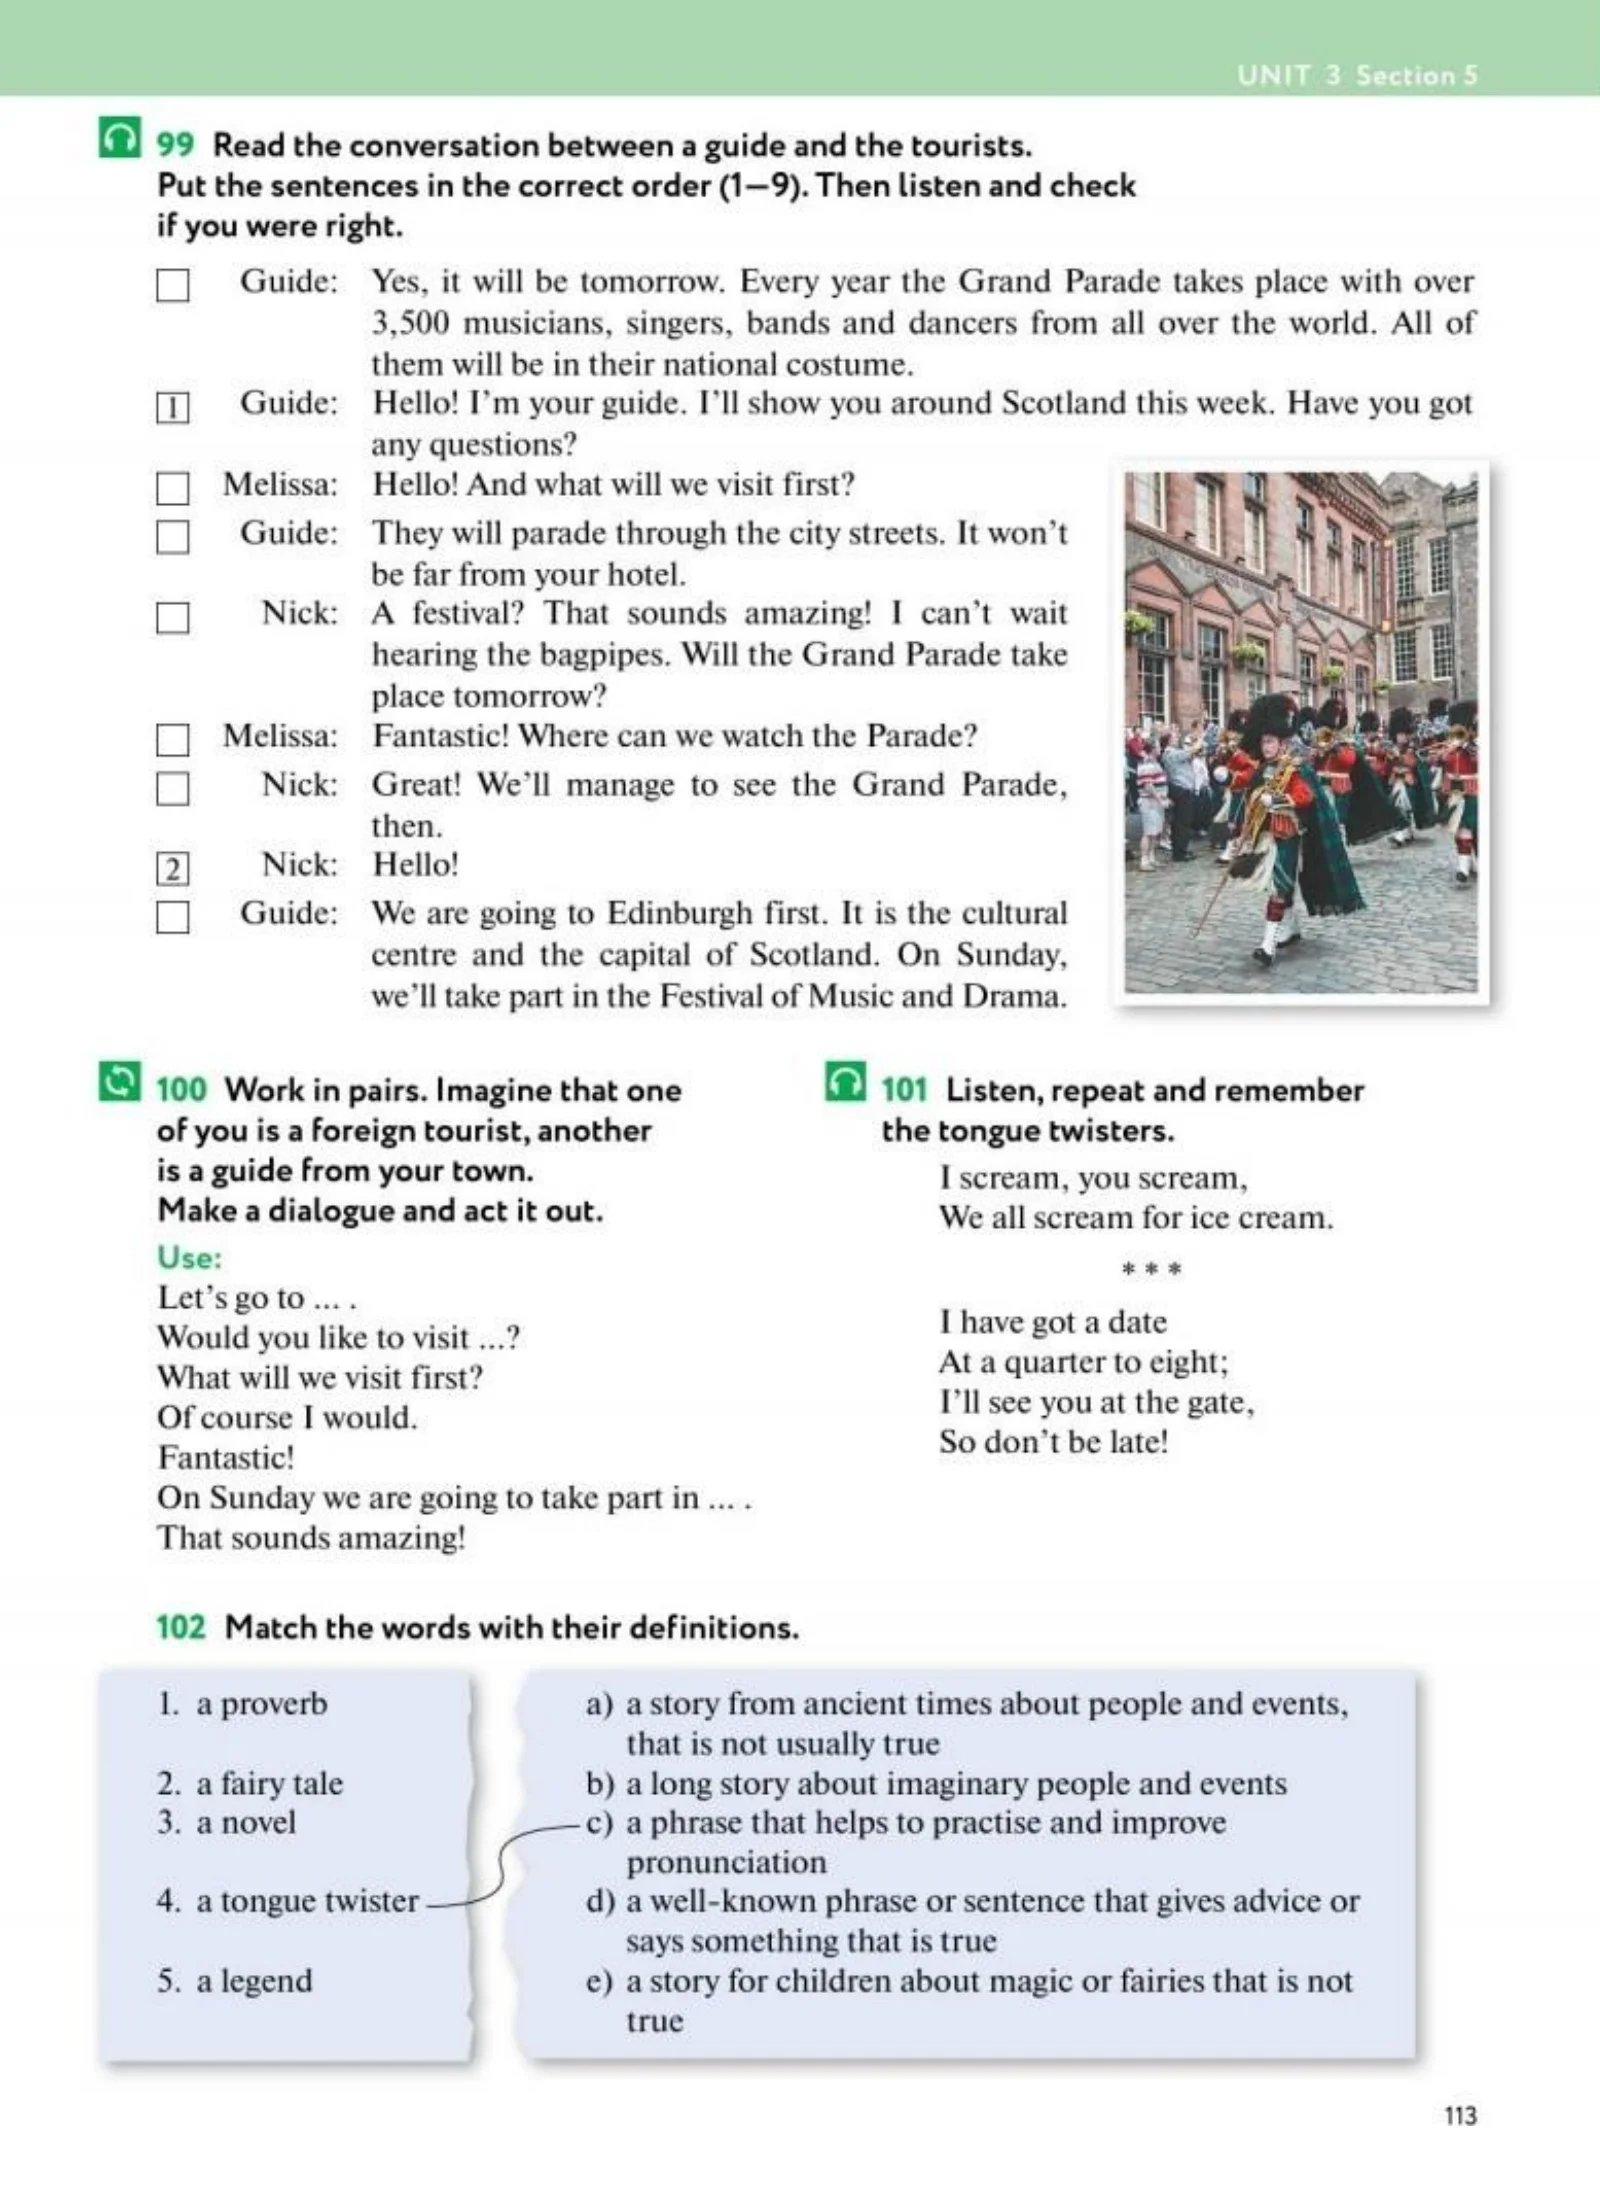 UNIT 3 Section 5
99 Read the conversation between a guide and the tourists.
Put the sentences in the correct order (1—9). Then listen and check
if you were right.
Guide: Yes, it will be tomorrow. Every year the Grand Parade takes place with over
3,500 musicians, singers, bands and dancers from all over the world. All of
them will be in their national costume.
1 Guide: Hello! I’m your guide. I’ll show you around Scotland this week. Have you got
any questions?
Melissa: Hello! And what will we visit first?
Guide: They will parade through the city streets. It won’t
be far from your hotel.
Nick: A festival? That sounds amazing! I can’t wait
hearing the bagpipes. Will the Grand Parade take
place tomorrow?
Melissa: Fantastic! Where can we watch the Parade?
Nick: Great! We’ll manage to see the Grand Parade,
then.
2 Nick: Hello!
Guide: We are going to Edinburgh first. It is the cultural
centre and the capital of Scotland. On Sunday,
we’ll take part in the Festival of Music and Drama.
100 Work in pairs. Imagine that one
of you is a foreign tourist, another
is a guide from your town.
Make a dialogue and act it out.
Use:
Let’s go to ... .
Would you like to visit ...?
What will we visit first?
Of course I would.
Fantastic!
On Sunday we are going to take part in ... .
That sounds amazing!
101 Listen, repeat and remember
the tongue twisters.
I scream, you scream,
We all scream for ice cream.
* * *
I have got a date
At a quarter to eight;
I’ll see you at the gate,
So don’t be late!
102 Match the words with their definitions.
1. a proverb
2. a fairy tale
3. a novel
4. a tongue twister
5. a legend
a) a story from ancient times about people and events,
that is not usually true
b) a long story about imaginary people and events
c) a phrase that helps to practise and improve
pronunciation
d) a well-known phrase or sentence that gives advice or
says something that is true
e) a story for children about magic or fairies that is not
true
113